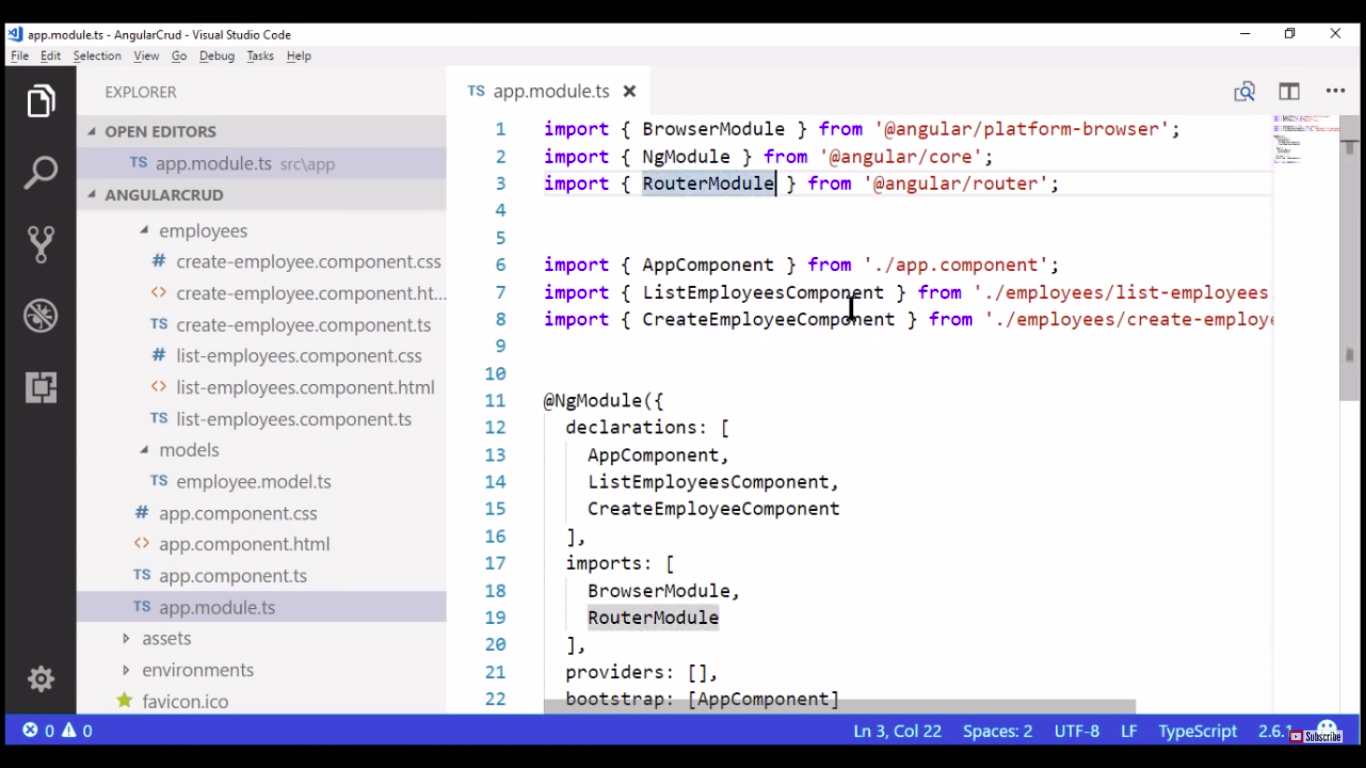 app.module.ts - AngularCrud - Visual Studio Code
File Edit Selection View Go Debug Tasks Help
EXPLORER
OPEN EDITORS
TS app.module.ts src\app
ANGULARCRUD
employees
# create-employee.component.css
<> create-employee.component.ht...
TS create-employee.component.ts
# list-employees.component.css
<> list-employees.component.html
TS list-employees.component.ts
models
TS employee.model.ts
# app.component.css
<> app.component.html
TS app.component.ts
TS app.module.ts
assets
environments
favicon.ico
TS app.module.ts
1 import { BrowserModule } from '@angular/platform-browser';
2 import { NgModule } from '@angular/core';
3 import { RouterModule } from '@angular/router';
4
5
6 import { AppComponent } from './app.component';
7 import { ListEmployeesComponent } from './employees/list-employees.
8 import { CreateEmployeeComponent } from './employees/create-employe
9
10
11 @NgModule({
12 declarations: [
13 AppComponent,
14 ListEmployeesComponent,
15 CreateEmployeeComponent
16 ],
17 imports: [
18 BrowserModule,
19 RouterModule
20 ],
21 providers: [],
22 bootstrap: [AppComponent]
0 0 Ln 3, Col 22 Spaces: 2 UTF-8 LF TypeScript 2.6.1
Subscribe